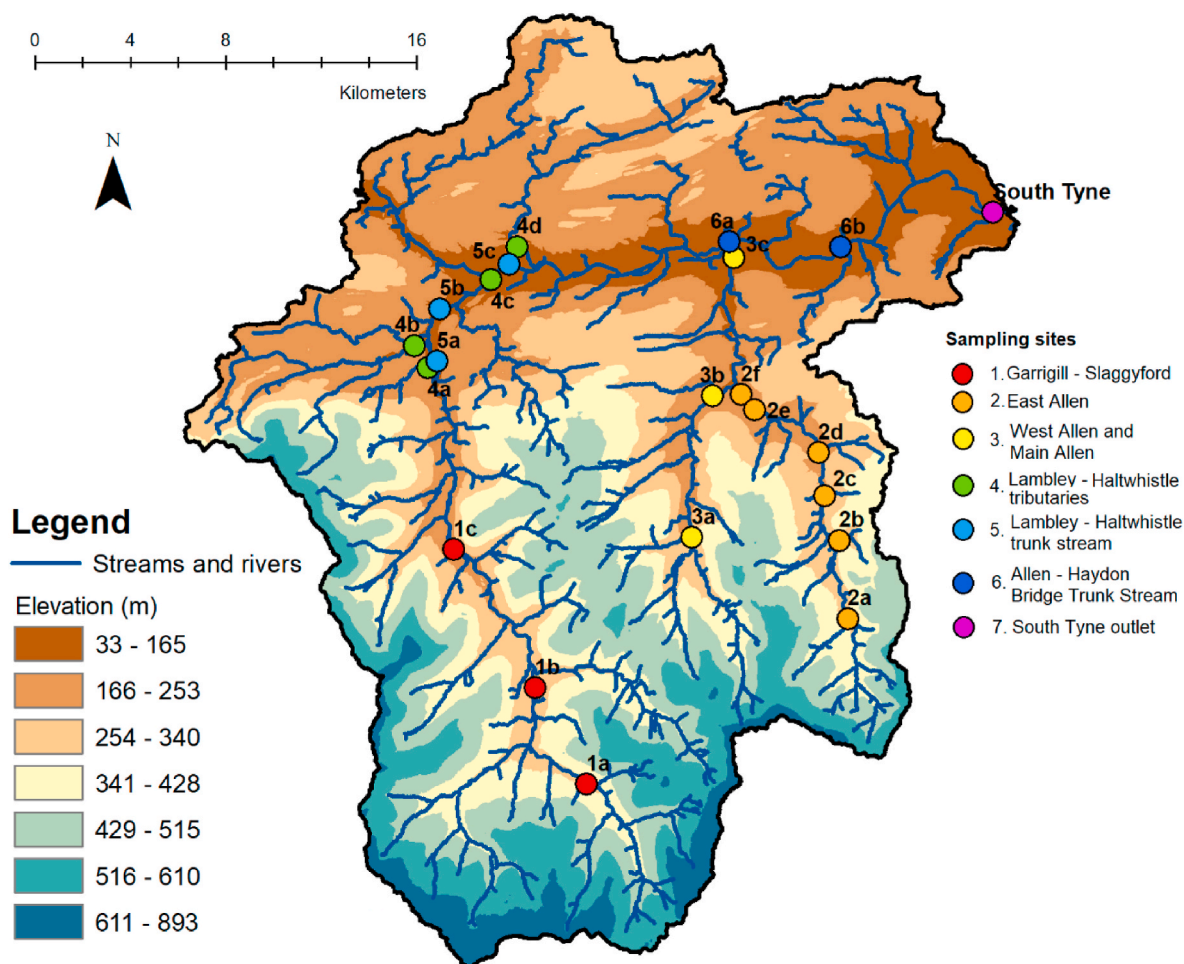 0 4 8 16
Kilometers
N
South Tyne
4d
6a
6b
5c
3c
4c
5b
4b
5a
4a
3b
2f
2e
2d
2c
2b
3a
1c
2a
1b
1a
Sampling sites
1. Garrigill - Slaggyford
2. East Allen
3. West Allen and
Main Allen
4. Lambley - Haltwhistle
tributaries
5. Lambley - Haltwhistle
trunk stream
6. Allen - Haydon
Bridge Trunk Stream
7. South Tyne outlet
Legend
Streams and rivers
Elevation (m)
33 - 165
166 - 253
254 - 340
341 - 428
429 - 515
516 - 610
611 - 893